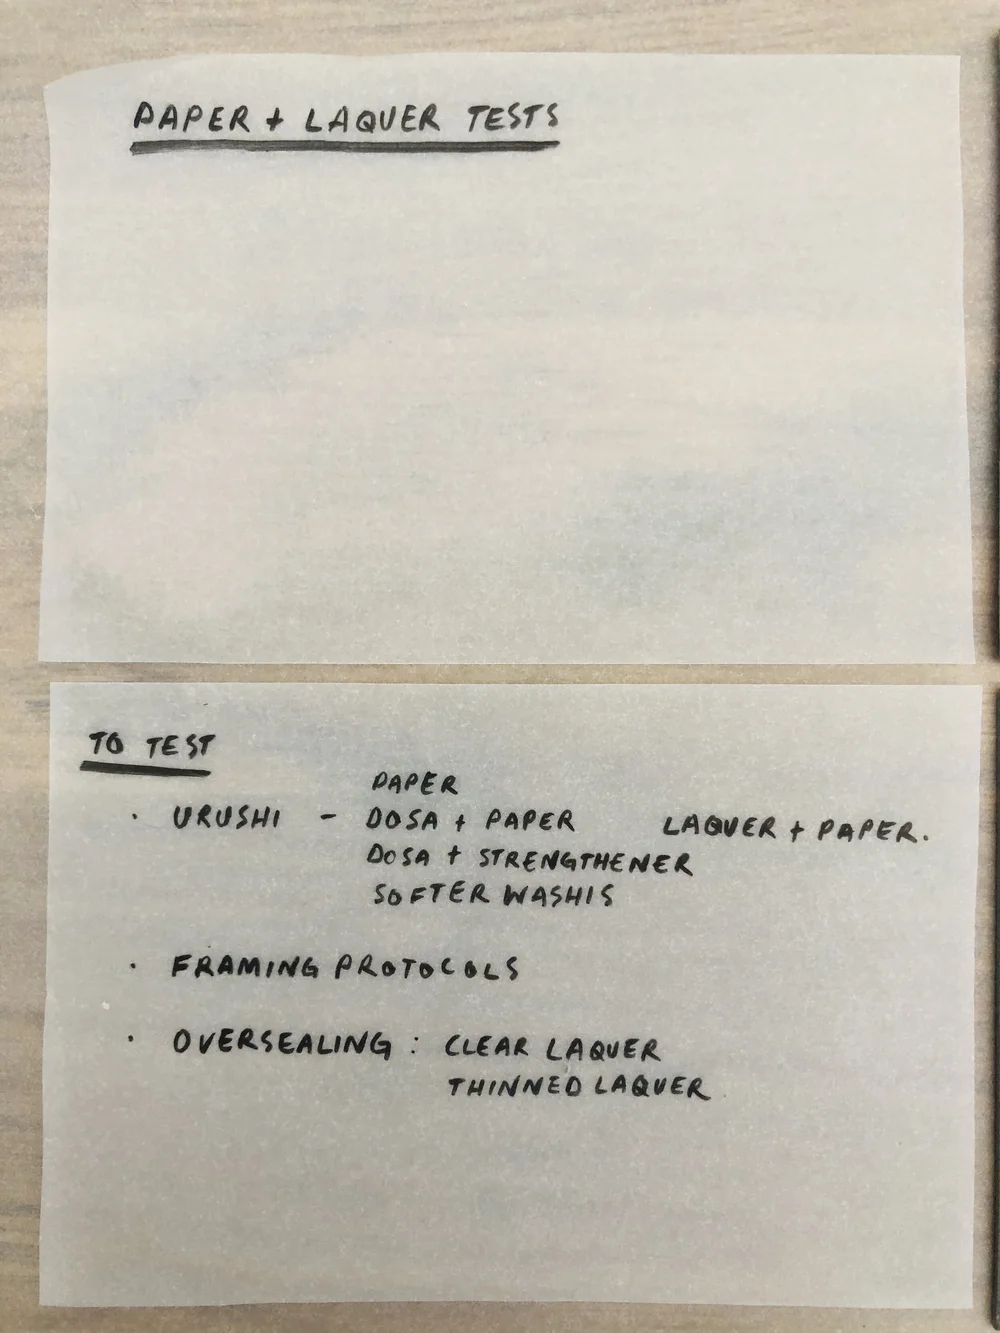 PAPER + LAQUER TESTS
TO TEST
PAPER
· URUSHI - DOSA + PAPER LAQUER + PAPER.
DOSA + STRENGTHENER
SOFTER WASHIS
· FRAMING PROTOCOLS
· OVERSEALING : CLEAR LAQUER
THINNED LAQUER